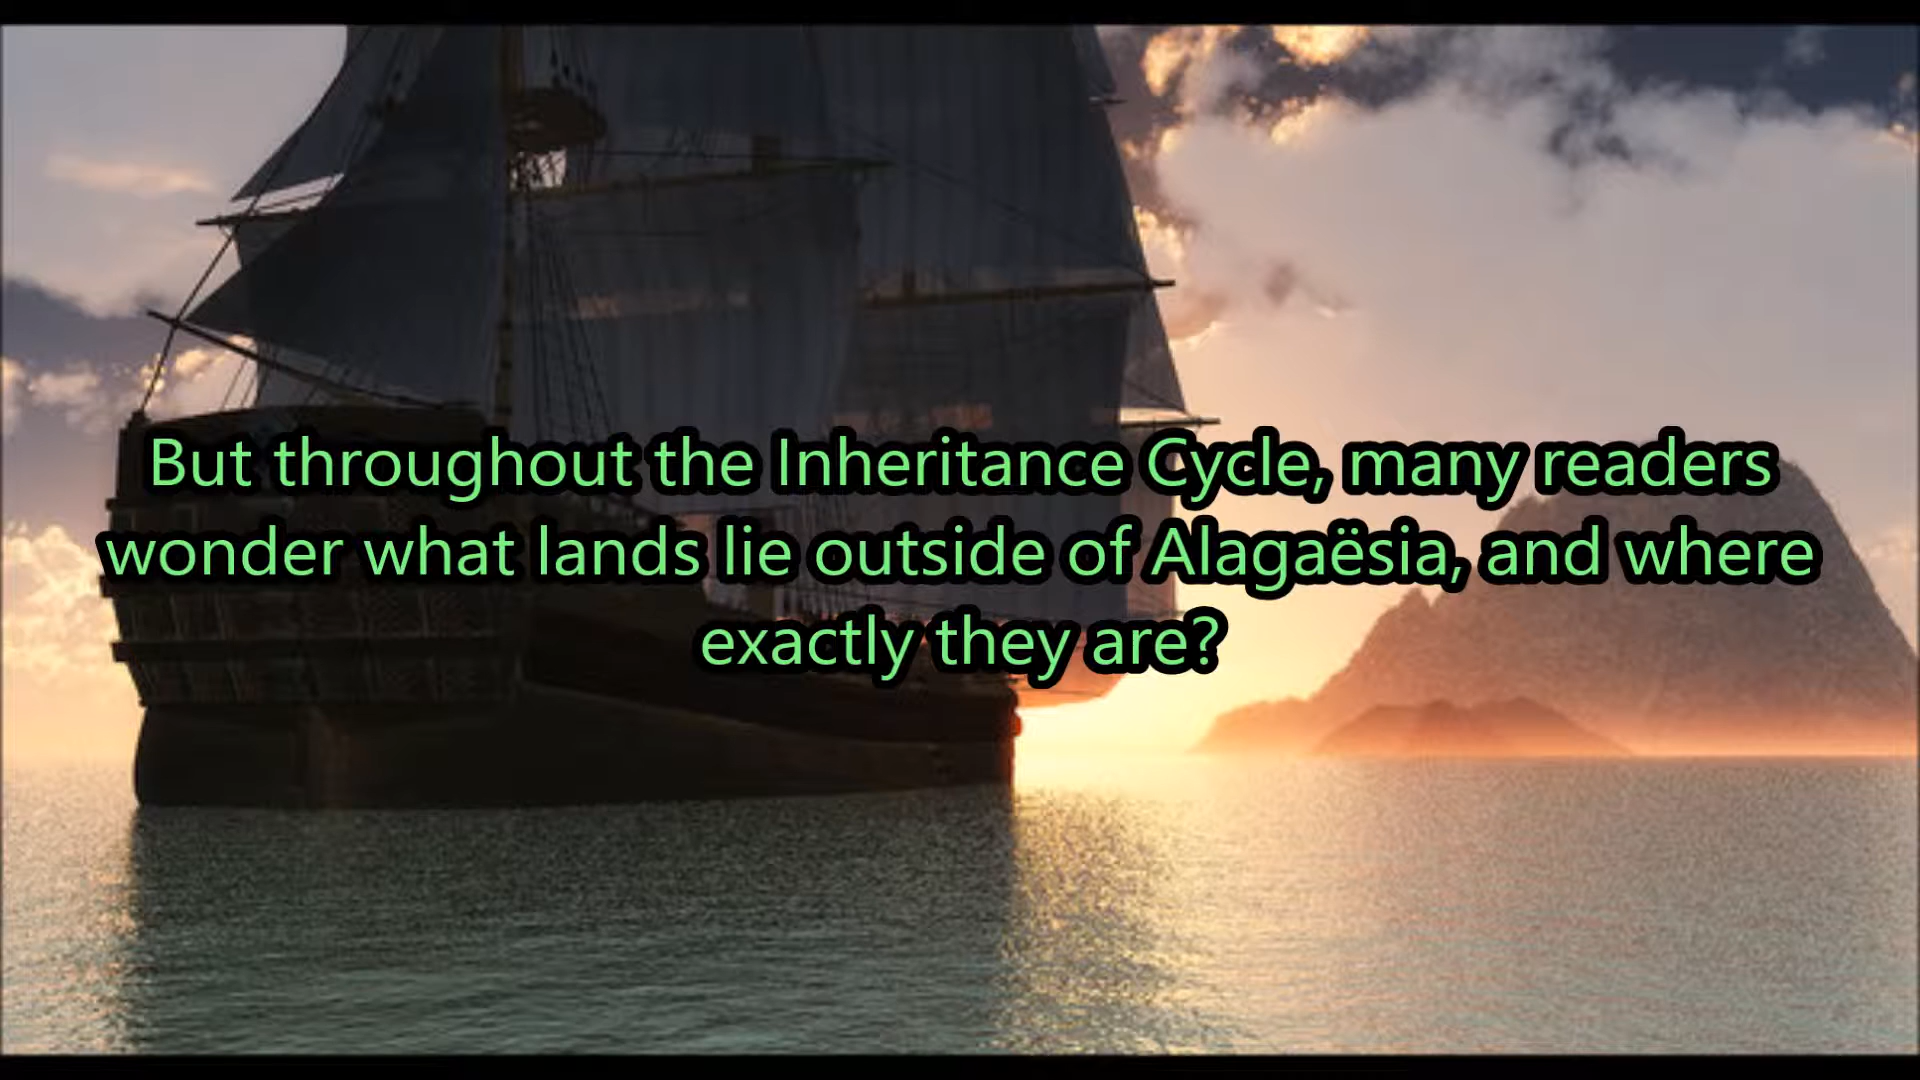 But throughout the Inheritance Cycle, many readers
wonder what lands lie outside of Alagaësia, and where
exactly they are?